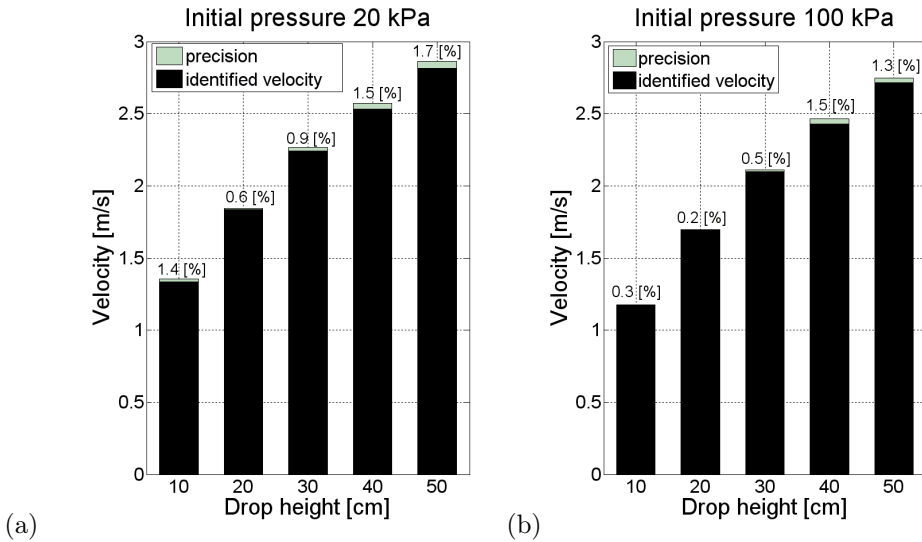 Initial pressure 20 kPa
precision
identified velocity
1.4 [%]
0.6 [%]
0.9 [%]
1.5 [%]
1.7 [%]
3
2.5
2
1.5
1
0.5
0
Velocity [m/s]
10 20 30 40 50
Drop height [cm]
(a)
Initial pressure 100 kPa
precision
identified velocity
0.3 [%]
0.2 [%]
0.5 [%]
1.5 [%]
1.3 [%]
3
2.5
2
1.5
1
0.5
0
Velocity [m/s]
10 20 30 40 50
Drop height [cm]
(b)